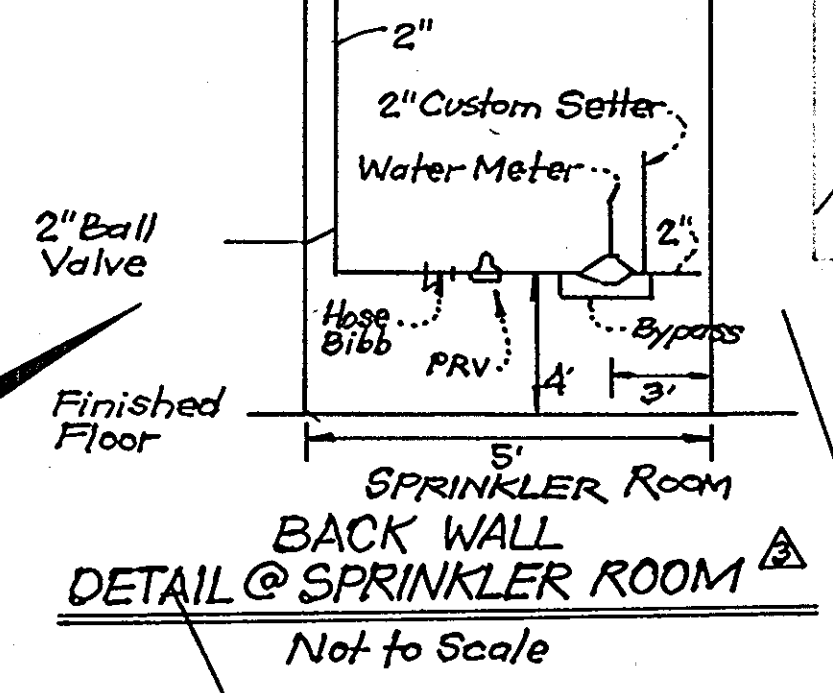 2"
2" Custom Setter
Water Meter
2" Ball
Valve
2"
Hose
Bibb
PRV
Bypass
4'
3'
Finished
Floor
5'
SPRINKLER ROOM
BACK WALL
DETAIL @ SPRINKLER ROOM 3
Not to Scale